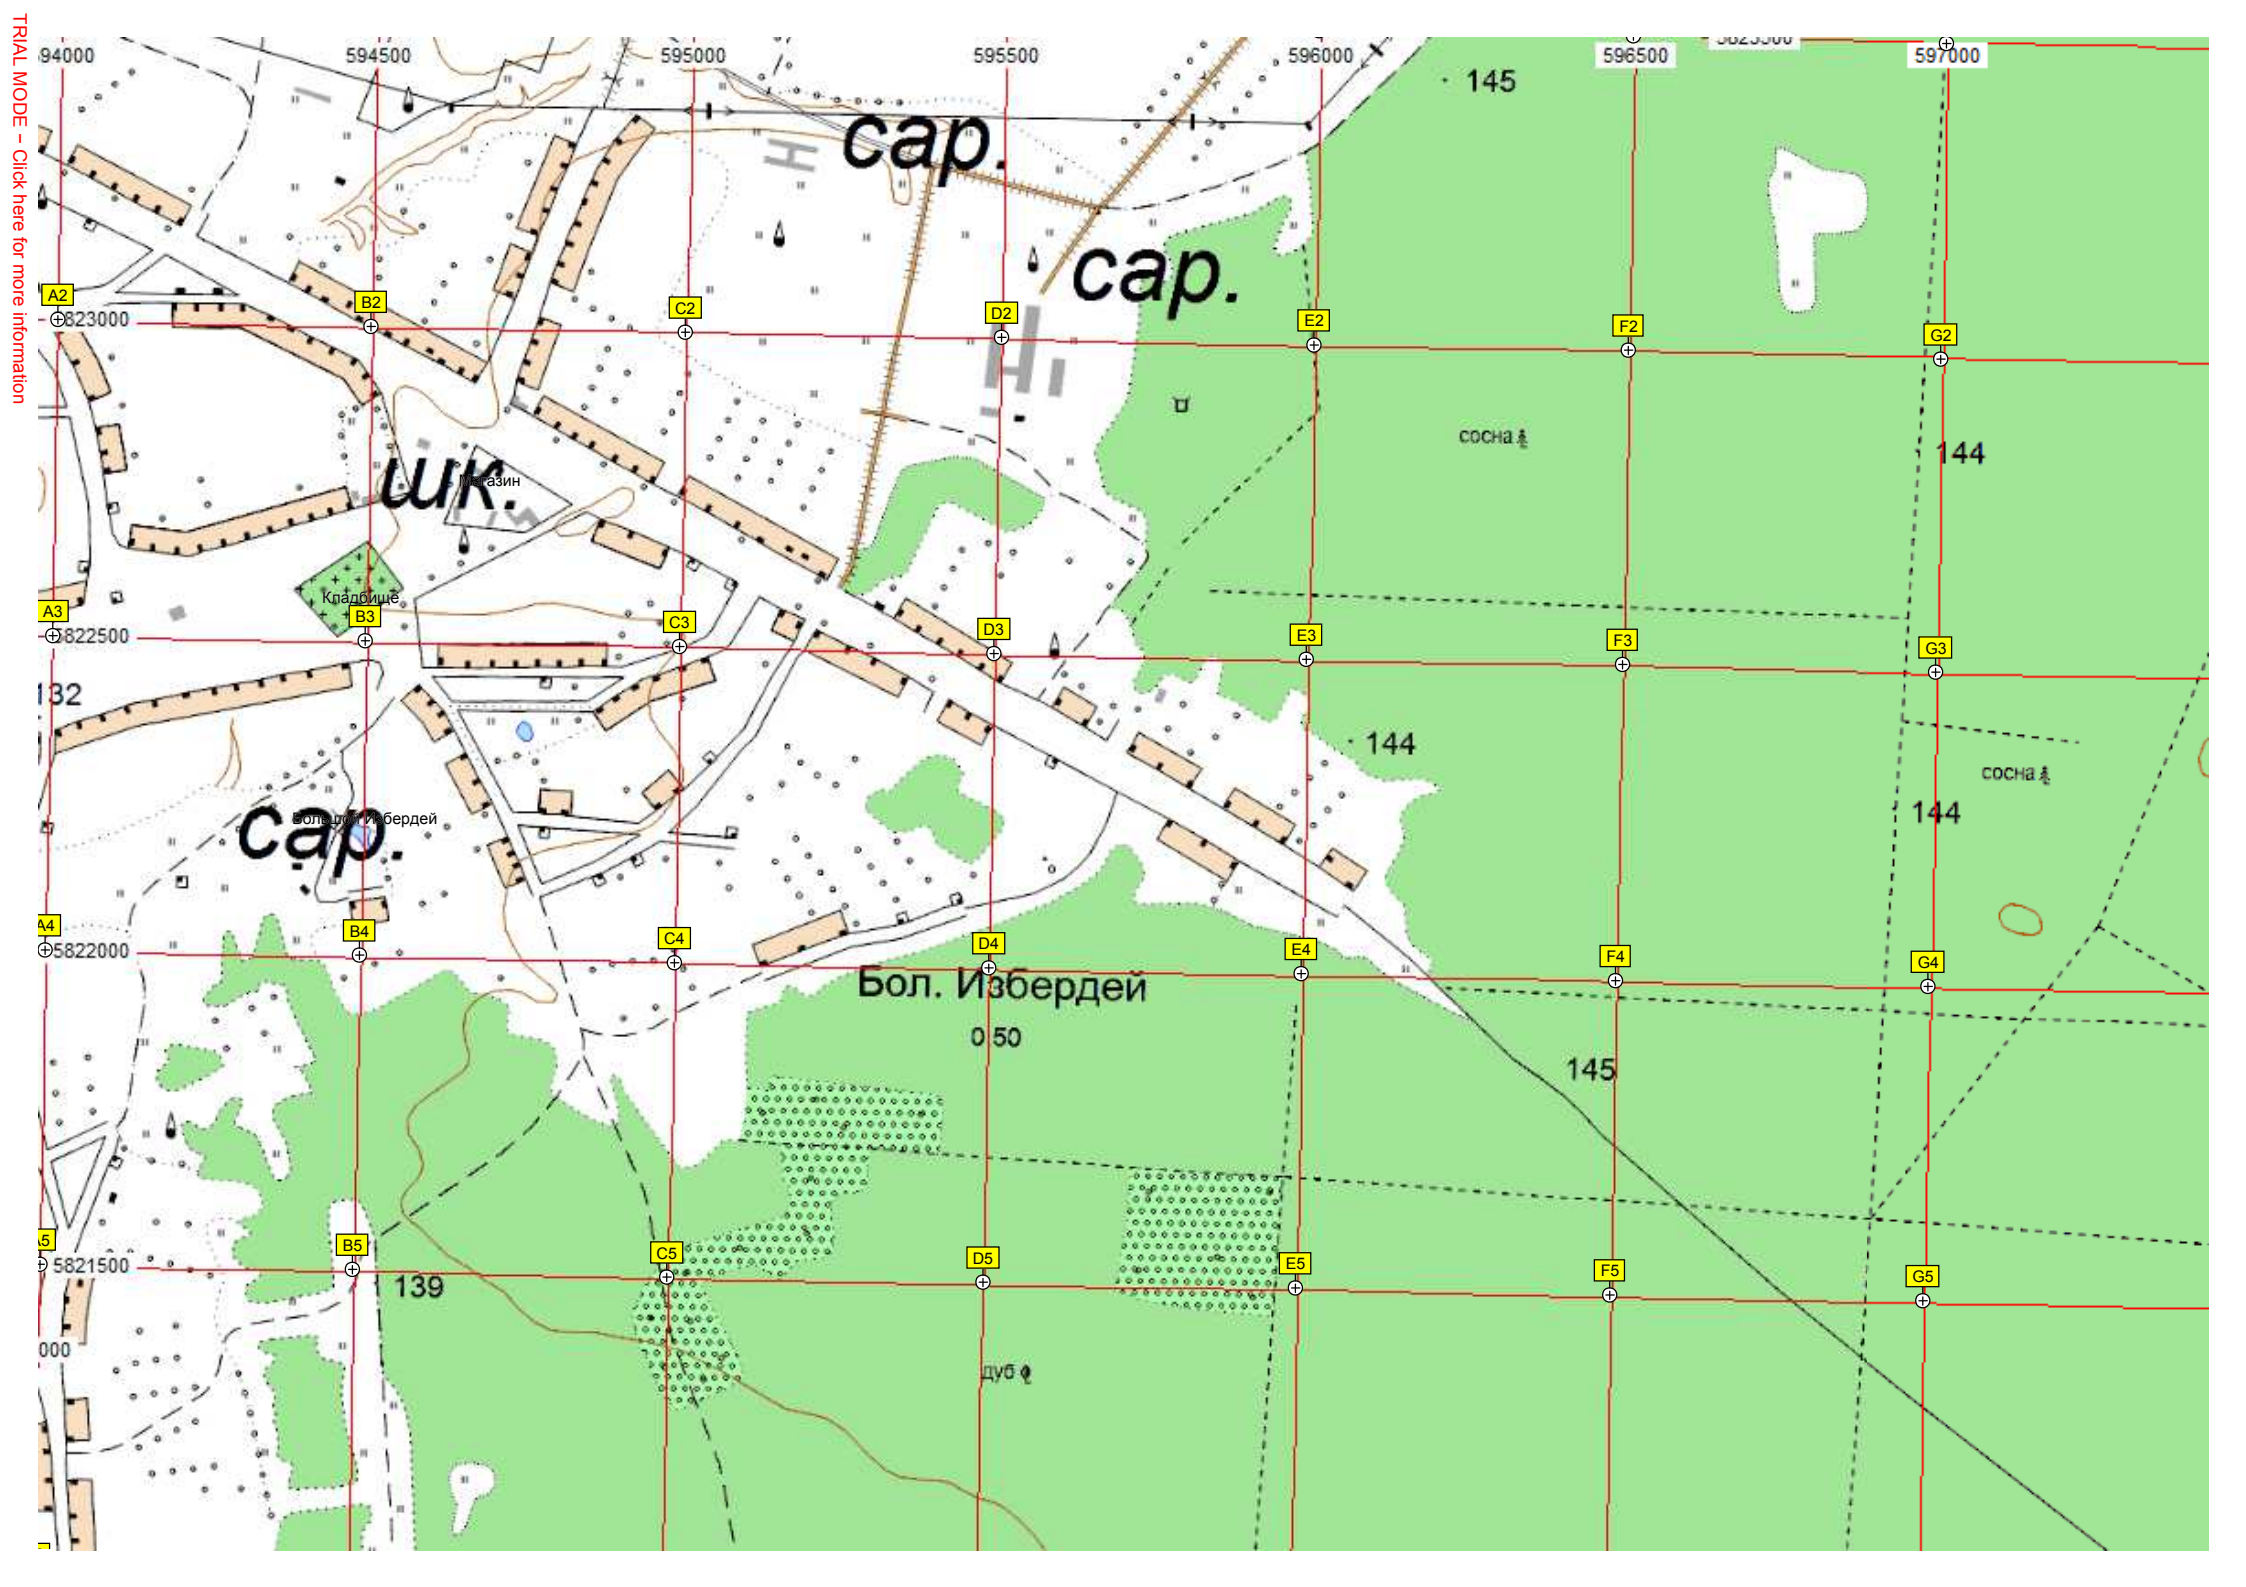 TRIAL MODE – Click here for more information
94000
594500
595000
595500
596000
596500
597000
145
сар.
сар.
A2
B2
C2
D2
E2
F2
G2
823000
сосна
144
шк.
Магазин
Кладбище
A3
B3
C3
D3
E3
F3
G3
5822500
132
144
сосна
144
сар.
Большой Избердей
A4
B4
C4
D4
E4
F4
G4
5822000
Бол. Избердей
0.50
145
A5
B5
C5
D5
E5
F5
G5
5821500
139
000
дуб